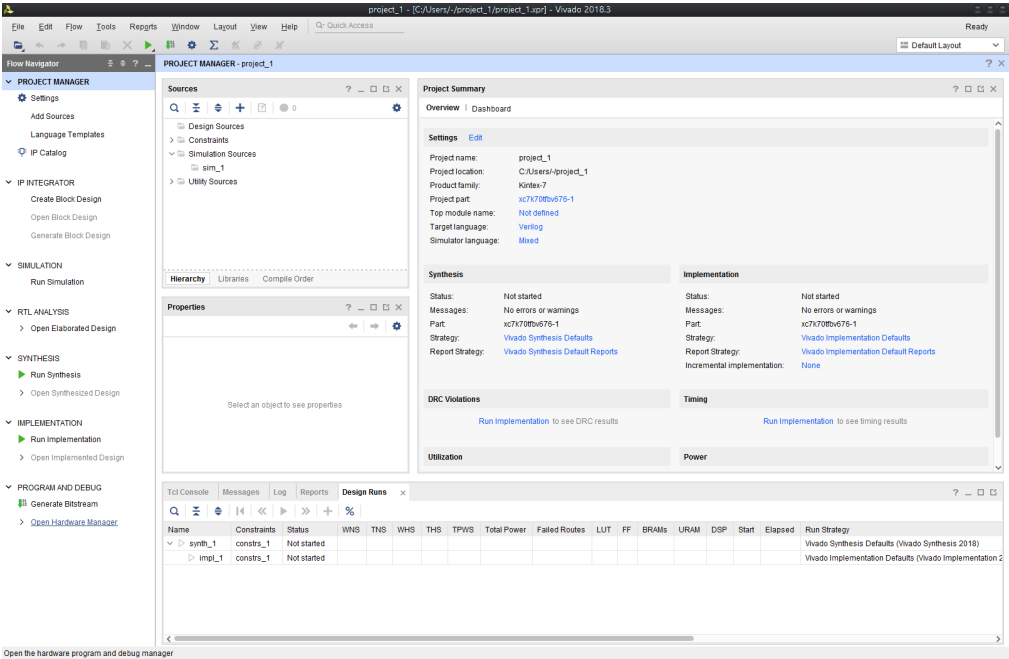 project_1 - [C:/Users/-/project_1/project_1.xpr] - Vivado 2018.3
File Edit Flow Tools Reports Window Layout View Help Q- Quick Access Ready
Default Layout
Flow Navigator
PROJECT MANAGER - project_1
PROJECT MANAGER
Settings
Add Sources
Language Templates
IP Catalog
IP INTEGRATOR
Create Block Design
Open Block Design
Generate Block Design
SIMULATION
Run Simulation
RTL ANALYSIS
Open Elaborated Design
SYNTHESIS
Run Synthesis
Open Synthesized Design
IMPLEMENTATION
Run Implementation
Open Implemented Design
PROGRAM AND DEBUG
Generate Bitstream
Open Hardware Manager
Sources
0
Design Sources
Constraints
Simulation Sources
sim_1
Utility Sources
Hierarchy Libraries Compile Order
Properties
Select an object to see properties
Project Summary
Overview | Dashboard
Settings Edit
Project name: project_1
Project location: C:/Users/-/project_1
Product family: Kintex-7
Project part: xc7k70tfbv676-1
Top module name: Not defined
Target language: Verilog
Simulator language: Mixed
Synthesis
Status: Not started
Messages: No errors or warnings
Part: xc7k70tfbv676-1
Strategy: Vivado Synthesis Defaults
Report Strategy: Vivado Synthesis Default Reports
Implementation
Status: Not started
Messages: No errors or warnings
Part: xc7k70tfbv676-1
Strategy: Vivado Implementation Defaults
Report Strategy: Vivado Implementation Default Reports
Incremental implementation: None
DRC Violations
Run Implementation to see DRC results
Timing
Run Implementation to see timing results
Utilization
Power
Tcl Console Messages Log Reports Design Runs
Name Constraints Status WNS TNS WHS THS TPWS Total Power Failed Routes LUT FF BRAMs URAM DSP Start Elapsed Run Strategy
synth_1 constrs_1 Not started Vivado Synthesis Defaults (Vivado Synthesis 2018)
impl_1 constrs_1 Not started Vivado Implementation Defaults (Vivado Implementation 2
Open the hardware program and debug manager